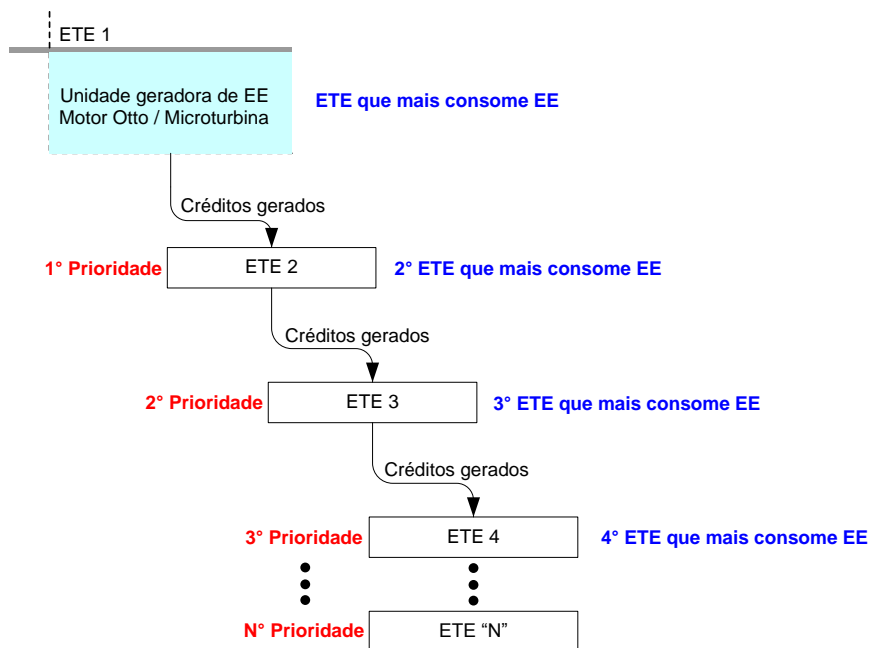 ETE 1
Unidade geradora de EE
Motor Otto / Microturbina
ETE que mais consome EE
Créditos gerados
1° Prioridade
ETE 2
2° ETE que mais consome EE
Créditos gerados
2° Prioridade
ETE 3
3° ETE que mais consome EE
Créditos gerados
3° Prioridade
ETE 4
4° ETE que mais consome EE
N° Prioridade
ETE “N”